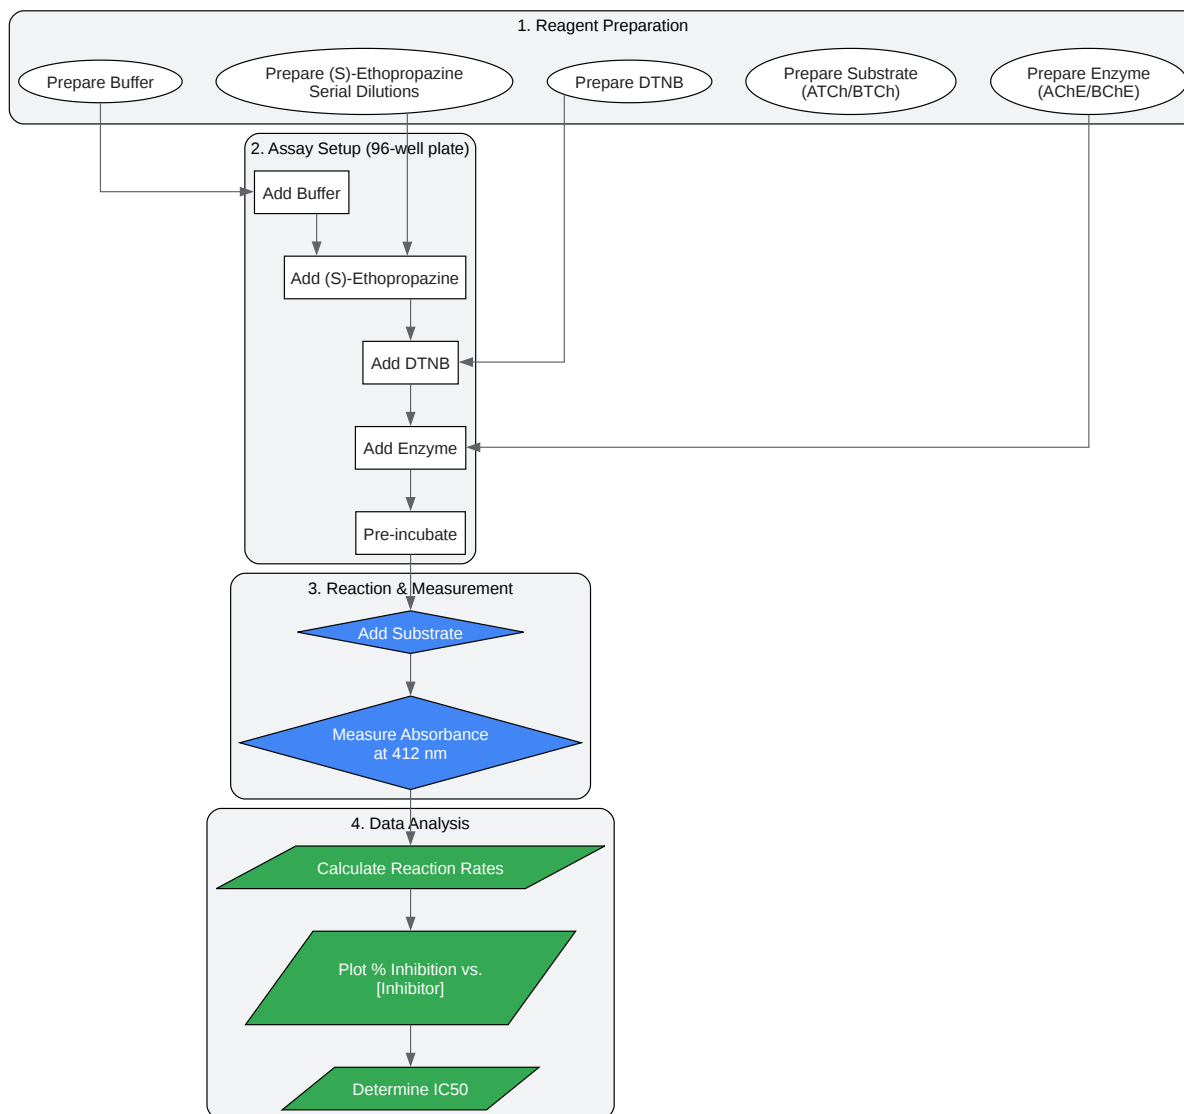 1. Reagent Preparation
Prepare Buffer
Prepare (S)-Ethopropazine
Serial Dilutions
Prepare DTNB
Prepare Substrate
(ATCh/BTCh)
Prepare Enzyme
(AChE/BChE)
2. Assay Setup (96-well plate)
Add Buffer
Add (S)-Ethopropazine
Add DTNB
Add Enzyme
Pre-incubate
3. Reaction & Measurement
Add Substrate
Measure Absorbance
at 412 nm
4. Data Analysis
Calculate Reaction Rates
Plot % Inhibition vs.
[Inhibitor]
Determine IC50